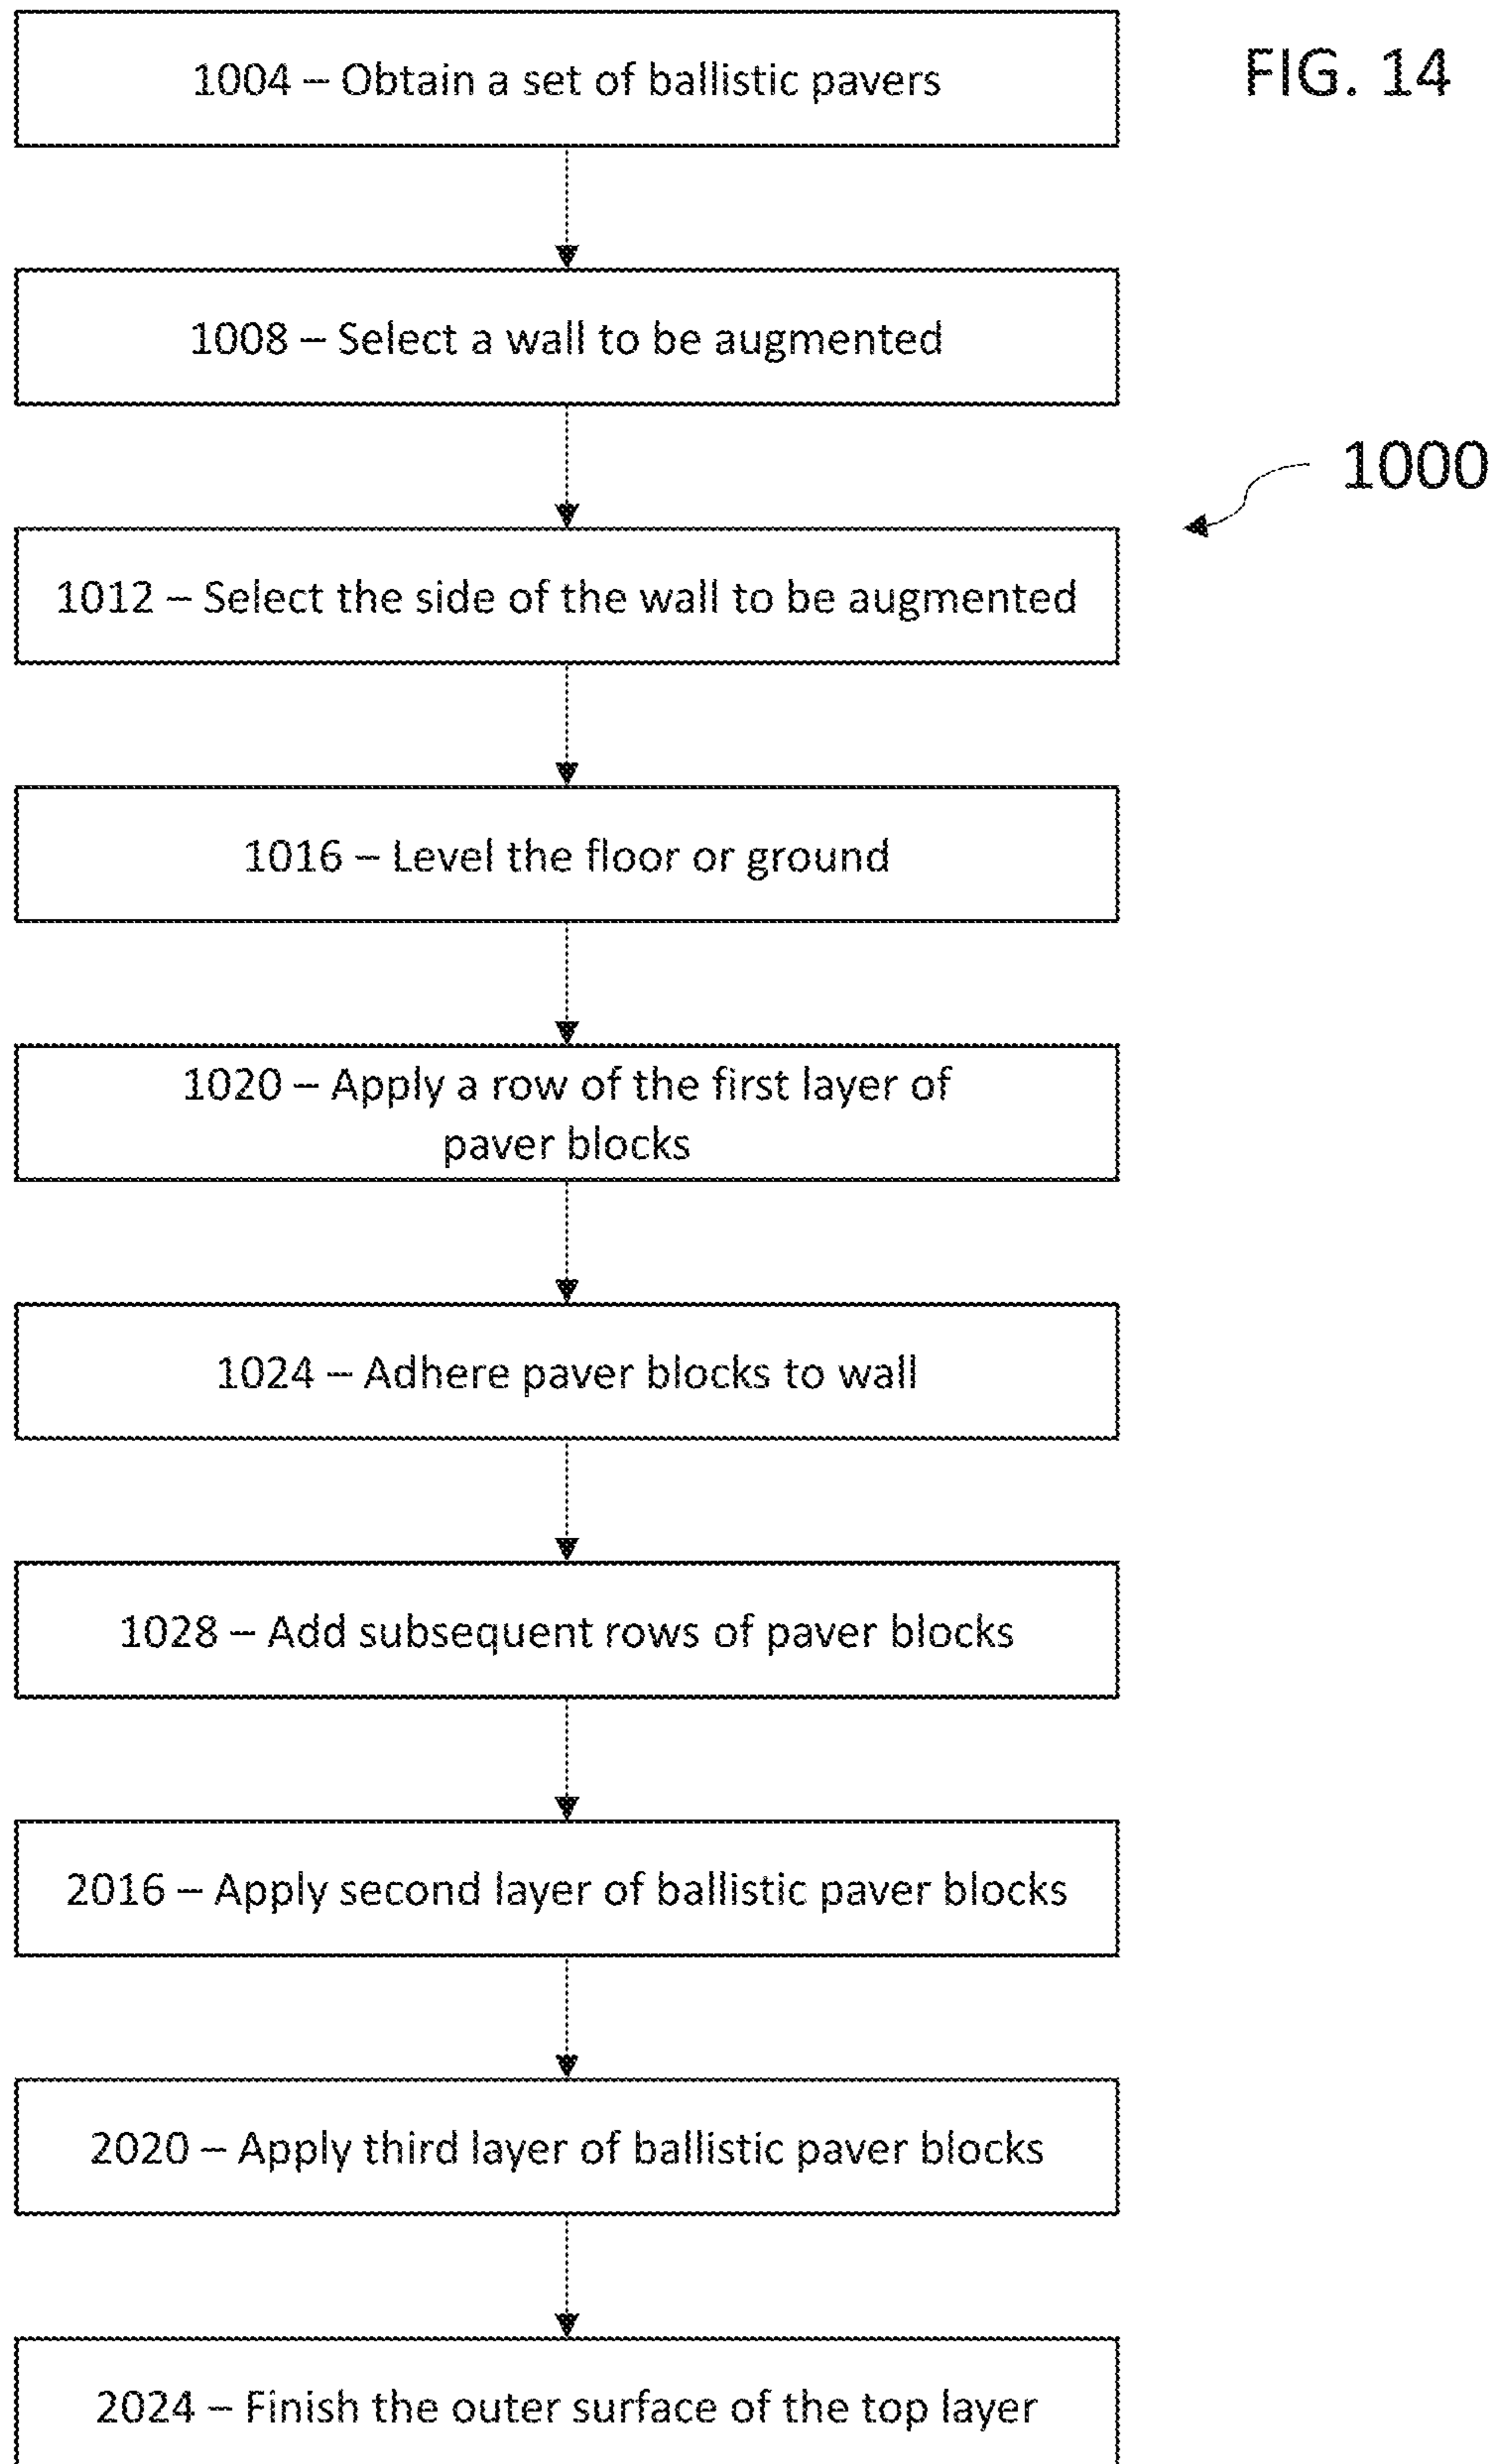 1004 – Obtain a set of ballistic pavers
FIG. 14
1008 – Select a wall to be augmented
1000
1012 – Select the side of the wall to be augmented
1016 – Level the floor or ground
1020 – Apply a row of the first layer of
paver blocks
1024 – Adhere paver blocks to wall
1028 – Add subsequent rows of paver blocks
2016 – Apply second layer of ballistic paver blocks
2020 – Apply third layer of ballistic paver blocks
2024 – Finish the outer surface of the top layer